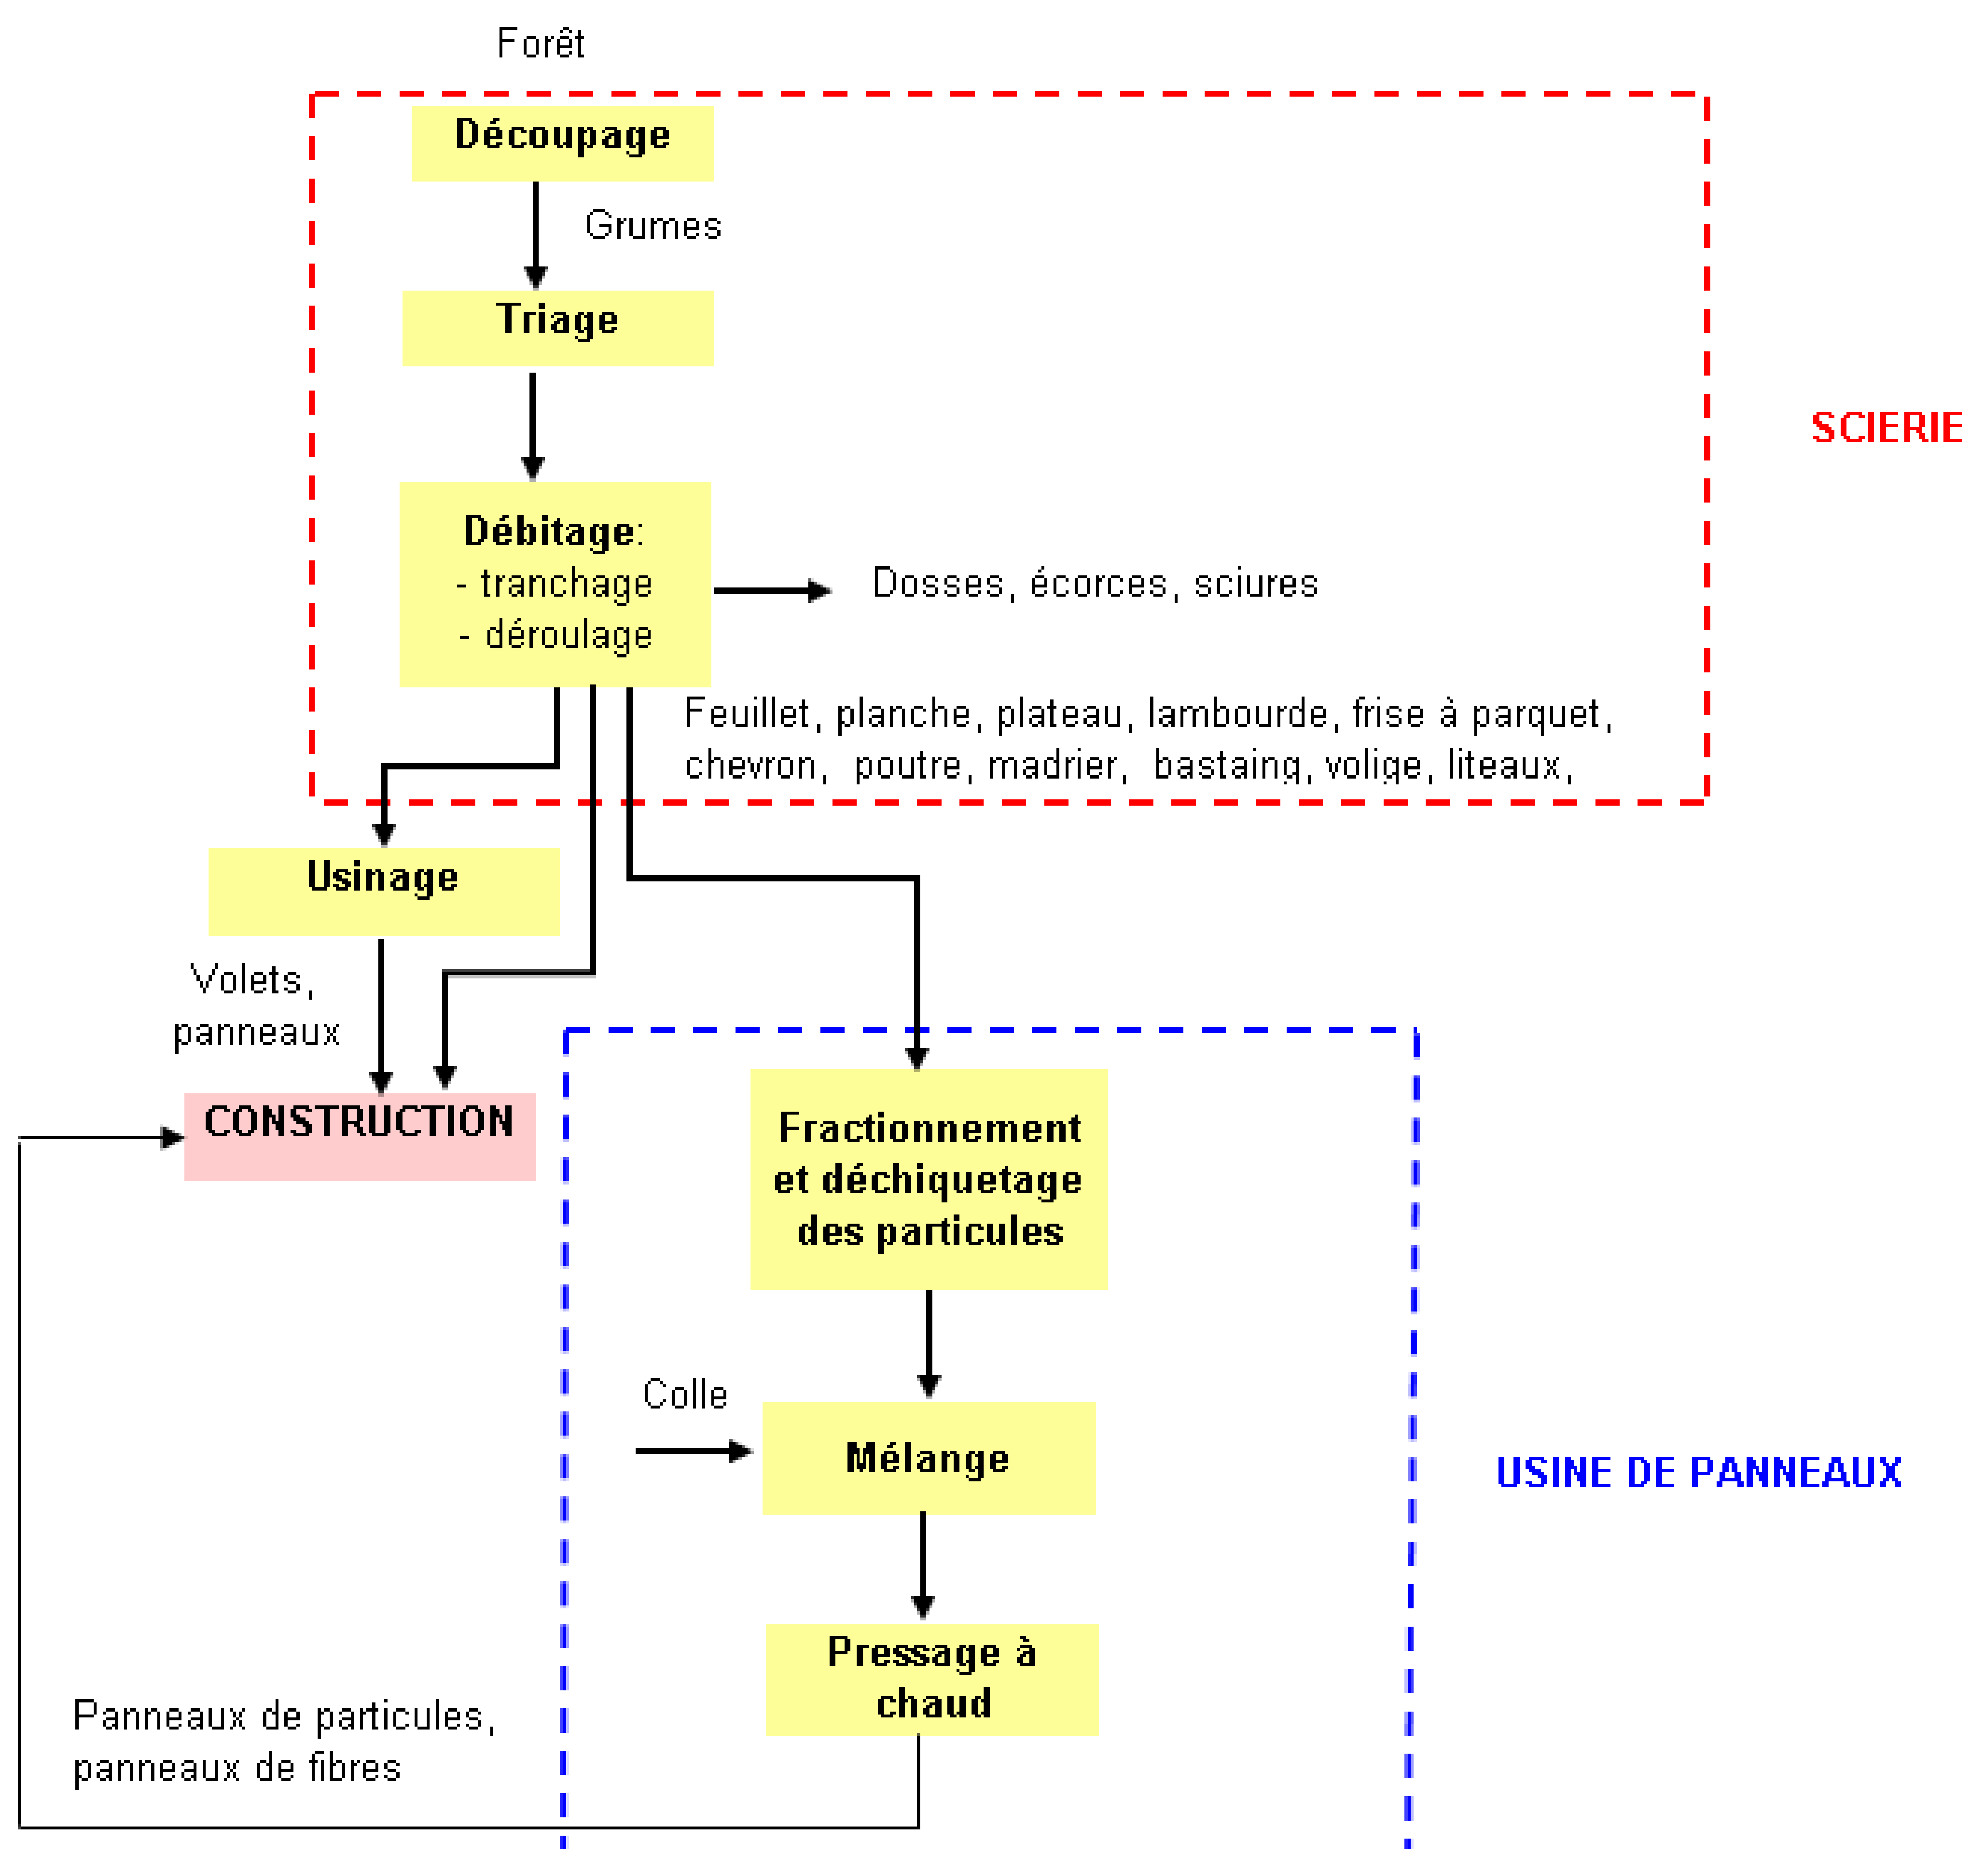 Forêt
Découpage
Grumes
Triage
SCIERIE
Débitage:
- tranchage
- déroulage
Dosses, écorces, sciures
Feuillet, planche, plateau, lambourde, frise à parquet,
chevron, poutre, madrier, bastaing, volige, liteaux,
Usinage
Volets,
panneaux
CONSTRUCTION
Fractionnement
et déchiquetage
des particules
Colle
Mélange
USINE DE PANNEAUX
Pressage à
chaud
Panneaux de particules,
panneaux de fibres